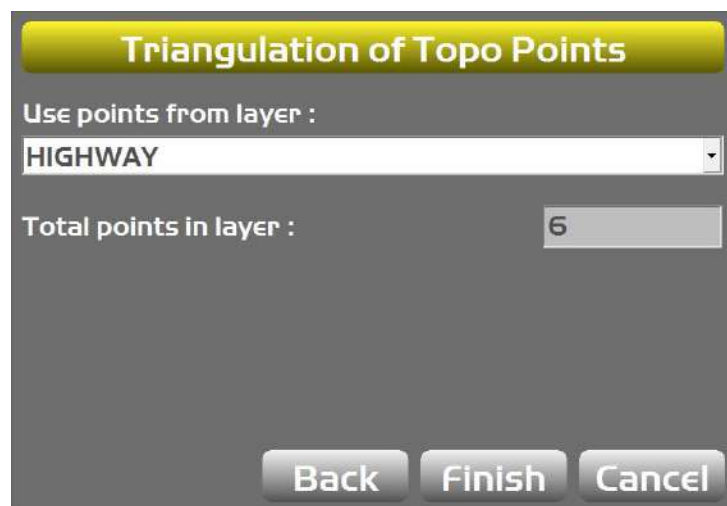 Triangulation of Topo Points
Use points from layer :
HIGHWAY
Total points in layer : 6
Back Finish Cancel